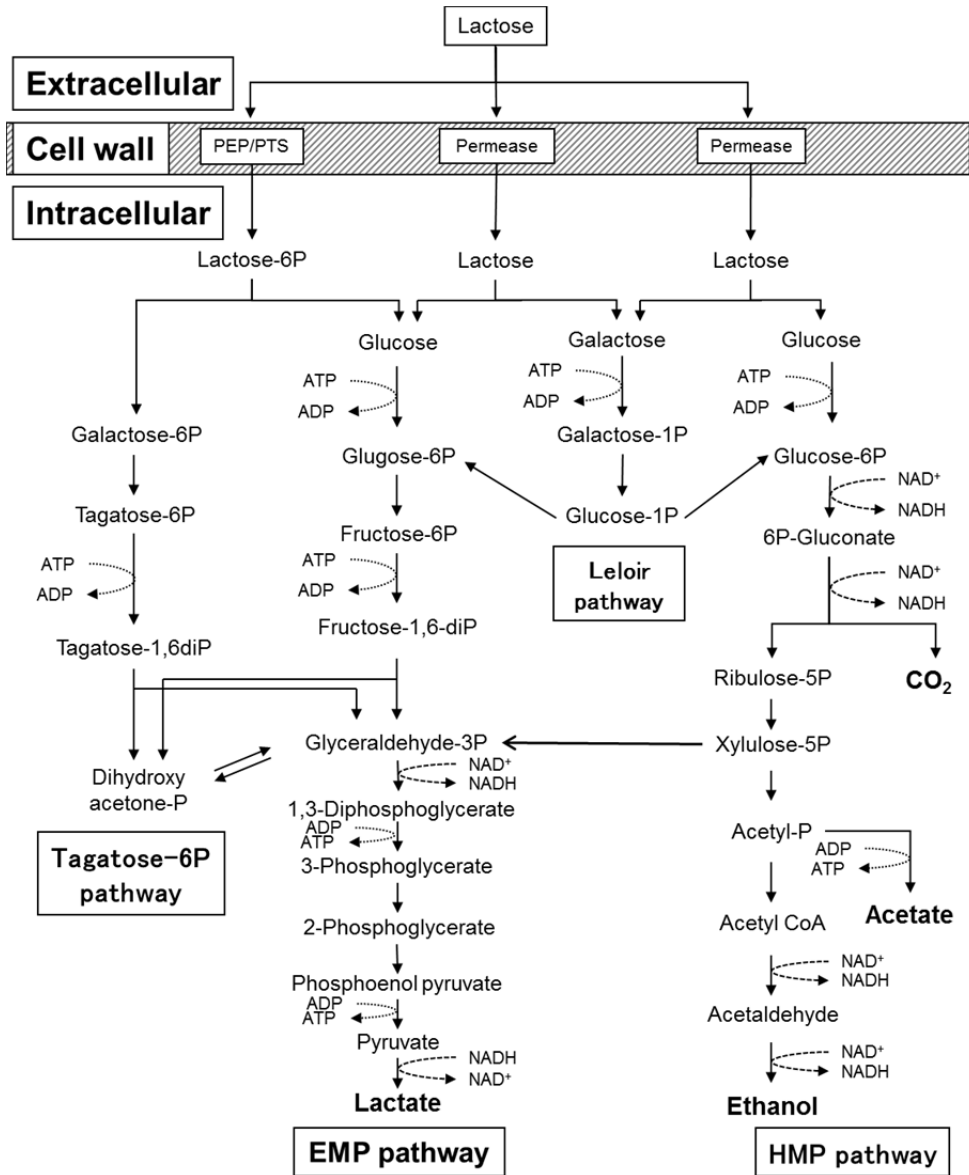 Lactose
Extracellular
Cell wall
PEP/PTS
Permease
Permease
Intracellular
Lactose-6P
Lactose
Lactose
Glucose
Galactose
Glucose
ATP
ADP
ATP
ADP
ATP
ADP
Galactose-6P
Glugose-6P
Galactose-1P
Glucose-6P
NAD⁺
NADH
Tagatose-6P
Fructose-6P
Glucose-1P
6P-Gluconate
ATP
ADP
ATP
ADP
Leloir
pathway
NAD⁺
NADH
Tagatose-1,6diP
Fructose-1,6-diP
Ribulose-5P
CO₂
Glyceraldehyde-3P
Xylulose-5P
Dihydroxy
acetone-P
NAD⁺
NADH
1,3-Diphosphoglycerate
ADP
ATP
Acetyl-P
ADP
ATP
Tagatose-6P
pathway
3-Phosphoglycerate
Acetate
2-Phosphoglycerate
Acetyl CoA
NAD⁺
NADH
Phosphoenol pyruvate
ADP
ATP
Acetaldehyde
Pyruvate
NADH
NAD⁺
NAD⁺
NADH
Lactate
Ethanol
EMP pathway
HMP pathway